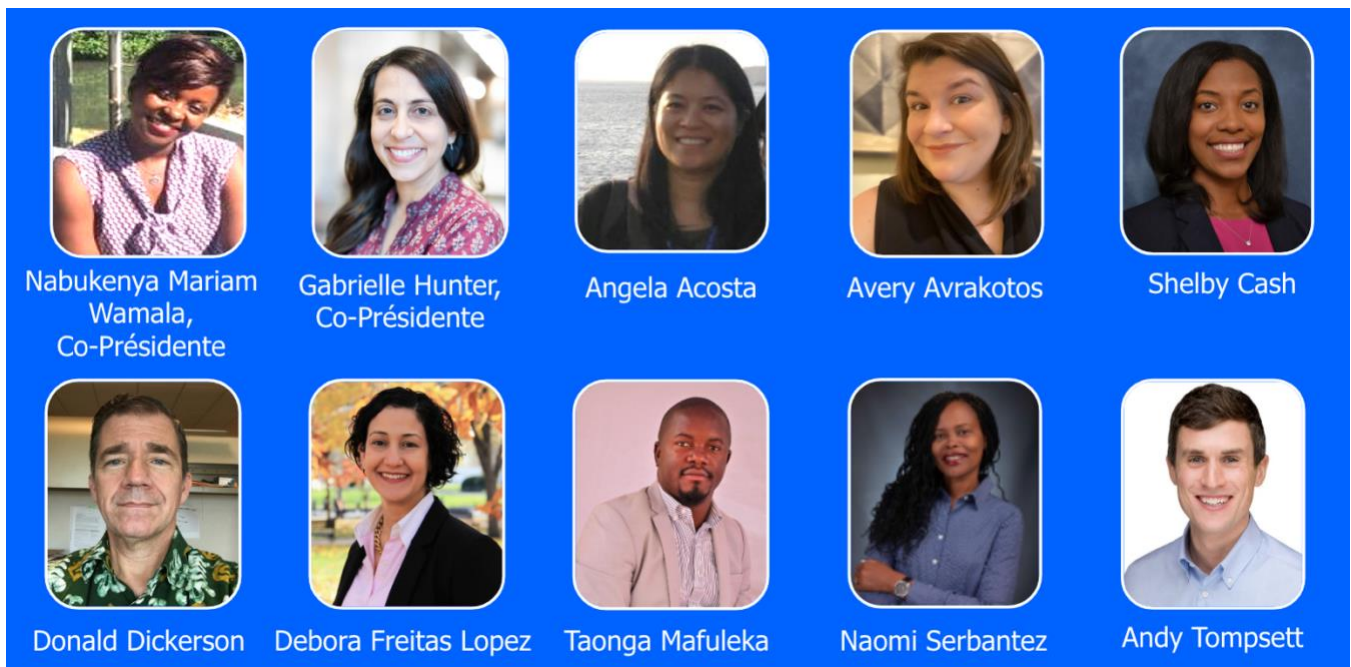 Nabukenya Mariam
Wamala,
Co-Présidente
Gabrielle Hunter,
Co-Présidente
Angela Acosta
Avery Avrakotos
Shelby Cash
Donald Dickerson
Debora Freitas Lopez
Taonga Mafuleka
Naomi Serbantez
Andy Tompsett